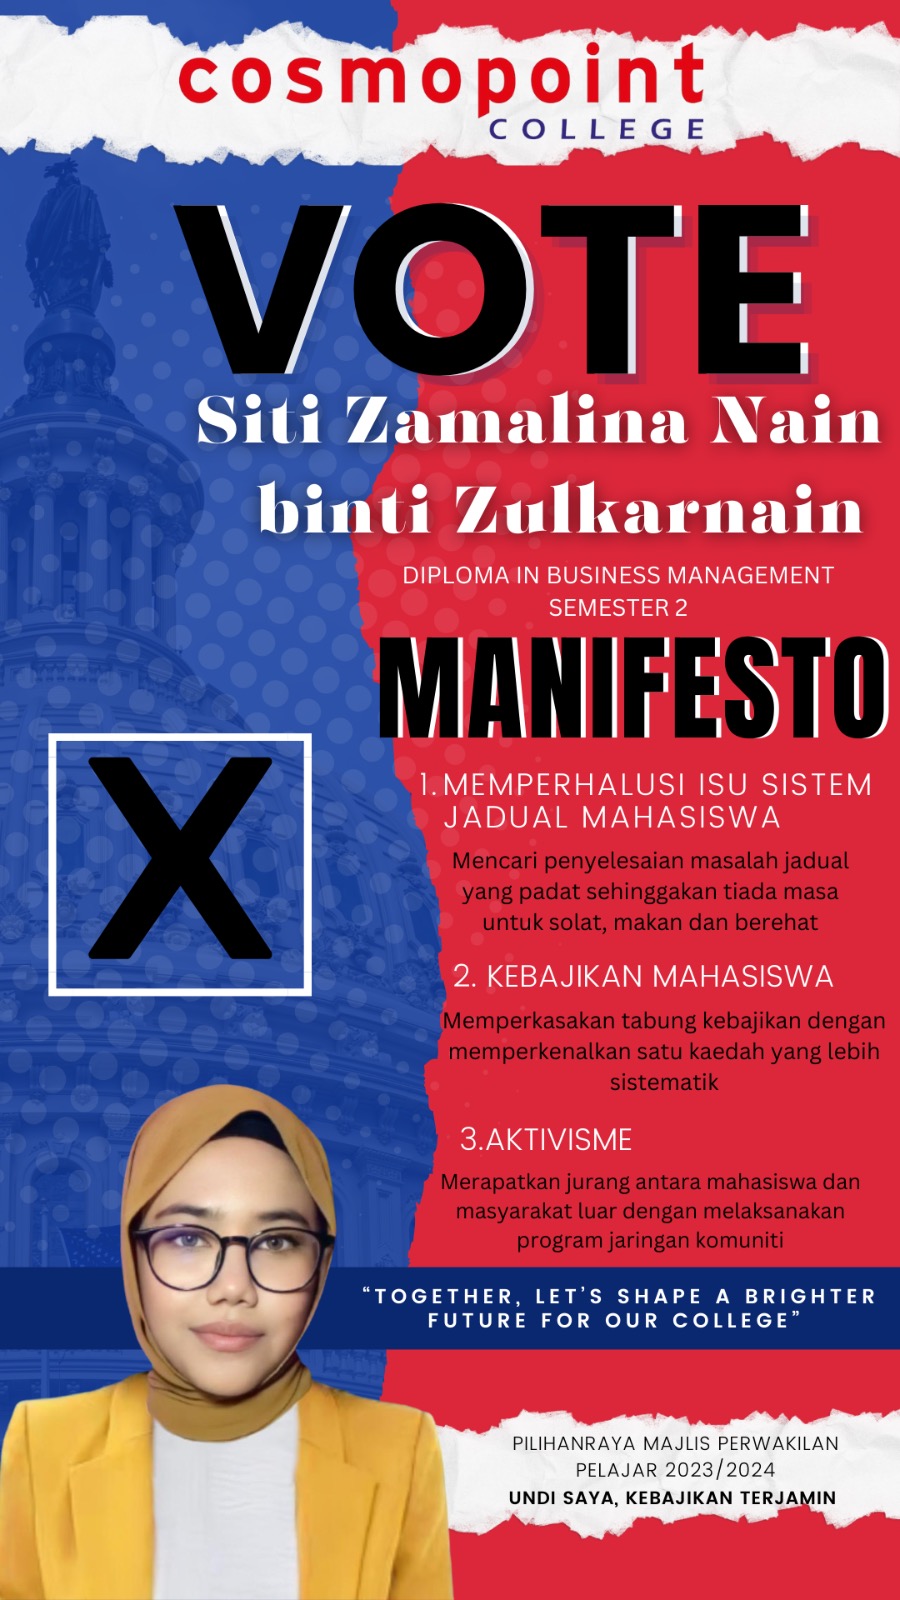 cosmopoint
COLLEGE
VOTE
Siti Zamalina Nain
binti Zulkarnain
DIPLOMA IN BUSINESS MANAGEMENT
SEMESTER 2
MANIFESTO
1. MEMPERHALUSI ISU SISTEM
JADUAL MAHASISWA
Mencari penyelesaian masalah jadual
yang padat sehinggakan tiada masa
untuk solat, makan dan berehat
X
2. KEBAJIKAN MAHASISWA
Memperkasakan tabung kebajikan dengan
memperkenalkan satu kaedah yang lebih
sistematik
3.AKTIVISME
Merapatkan jurang antara mahasiswa dan
masyarakat luar dengan melaksanakan
program jaringan komuniti
“TOGETHER, LET’S SHAPE A BRIGHTER
FUTURE FOR OUR COLLEGE”
PILIHANRAYA MAJLIS PERWAKILAN
PELAJAR 2023/2024
UNDI SAYA, KEBAJIKAN TERJAMIN